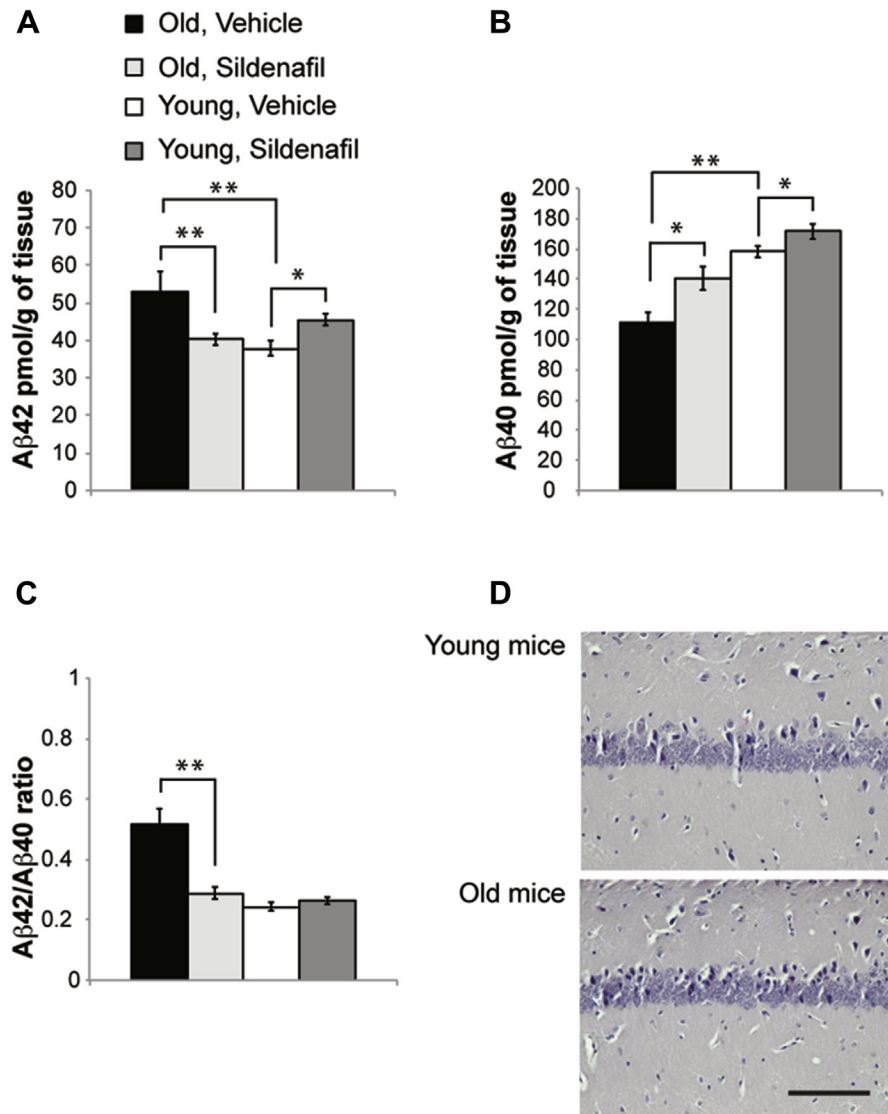 A
Old, Vehicle
Old, Sildenafil
Young, Vehicle
Young, Sildenafil
Aβ42 pmol/g of tissue
80
70
60
50
40
30
20
10
0
**
**
*
B
Aβ40 pmol/g of tissue
200
180
160
140
120
100
80
60
40
20
0
**
*
*
C
Aβ42/Aβ40 ratio
1
0.8
0.6
0.4
0.2
0
**
D
Young mice
Old mice